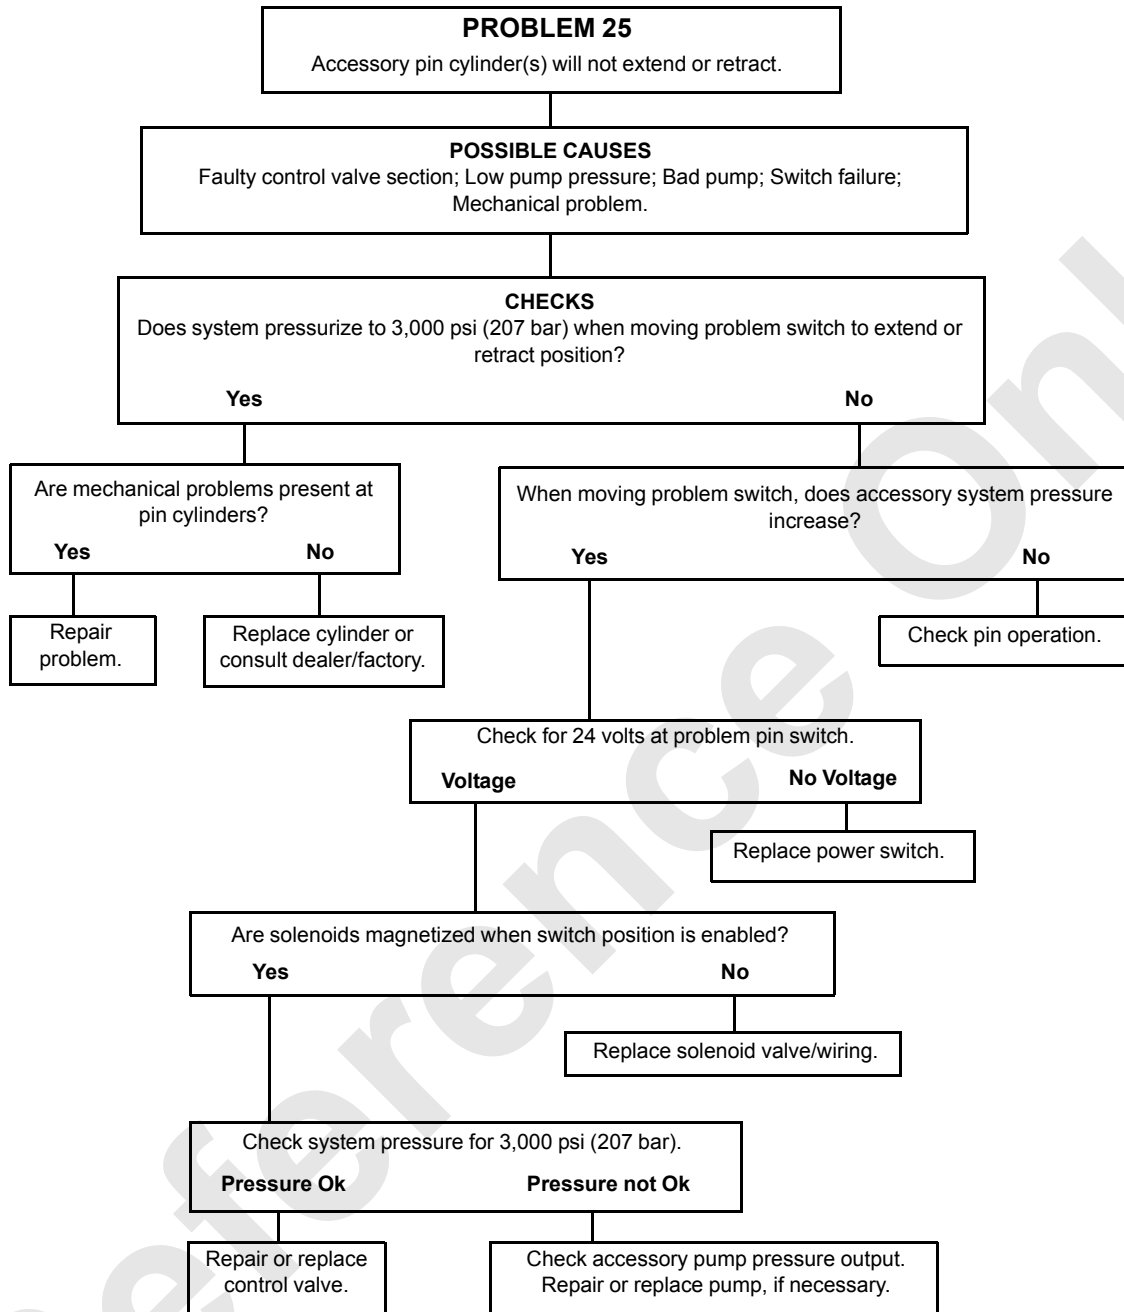 PROBLEM 25
Accessory pin cylinder(s) will not extend or retract.
POSSIBLE CAUSES
Faulty control valve section; Low pump pressure; Bad pump; Switch failure;
Mechanical problem.
CHECKS
Does system pressurize to 3,000 psi (207 bar) when moving problem switch to extend or
retract position?
Yes
No
Are mechanical problems present at
pin cylinders?
Yes
No
When moving problem switch, does accessory system pressure
increase?
Yes
No
Repair
problem.
Replace cylinder or
consult dealer/factory.
Check pin operation.
Check for 24 volts at problem pin switch.
Voltage
No Voltage
Replace power switch.
Are solenoids magnetized when switch position is enabled?
Yes
No
Replace solenoid valve/wiring.
Check system pressure for 3,000 psi (207 bar).
Pressure Ok
Pressure not Ok
Repair or replace
control valve.
Check accessory pump pressure output.
Repair or replace pump, if necessary.
Reference Onl